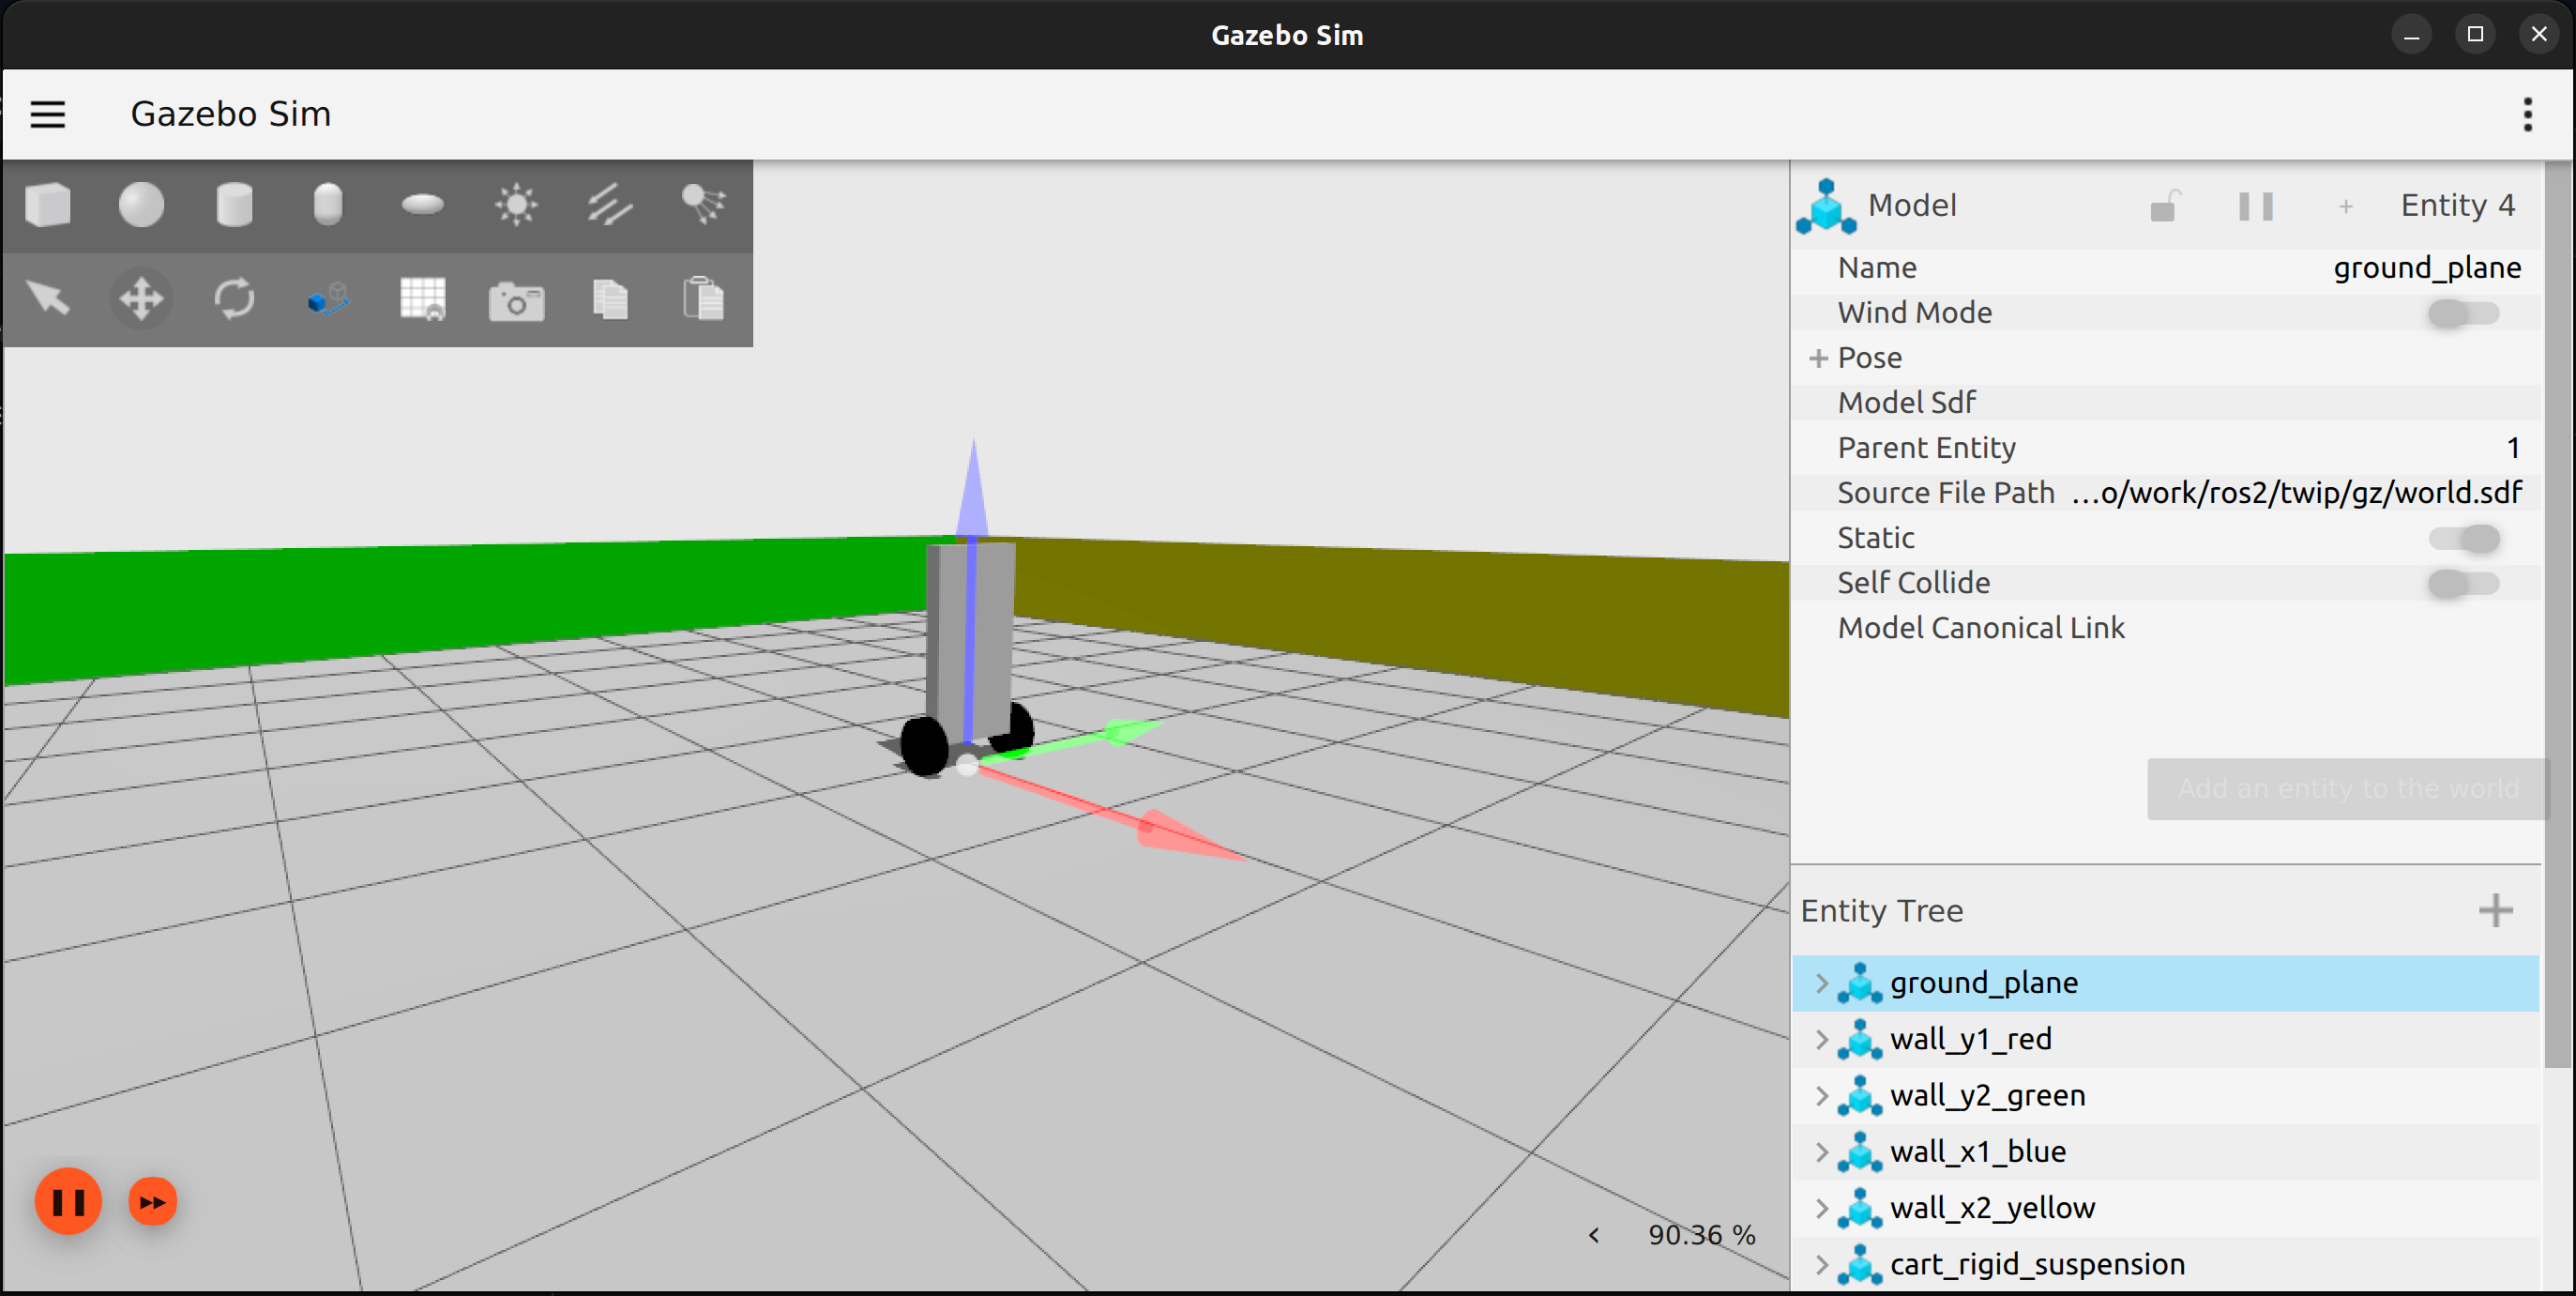 Gazebo Sim
Gazebo Sim
Model
Entity 4
Name ground_plane
Wind Mode
Pose
Model Sdf
Parent Entity 1
Source File Path ...o/work/ros2/twip/gz/world.sdf
Static
Self Collide
Model Canonical Link
Add an entity to the world
Entity Tree
ground_plane
wall_y1_red
wall_y2_green
wall_x1_blue
wall_x2_yellow
cart_rigid_suspension
90.36 %